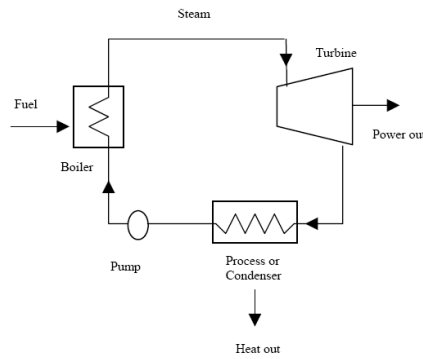 Steam
Turbine
Fuel
Power out
Boiler
Process or
Condenser
Pump
Heat out